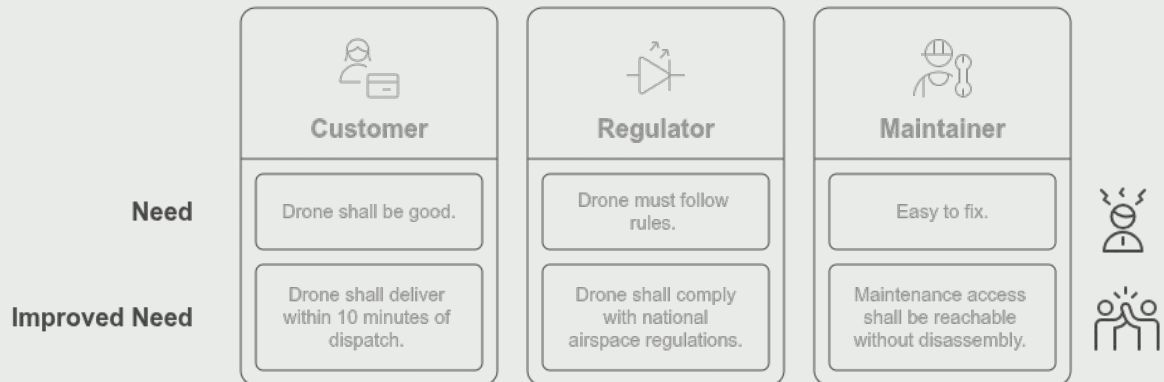 Customer
Regulator
Maintainer
Need
Drone shall be good.
Drone must follow
rules.
Easy to fix.
Improved Need
Drone shall deliver
within 10 minutes of
dispatch.
Drone shall comply
with national
airspace regulations.
Maintenance access
shall be reachable
without disassembly.